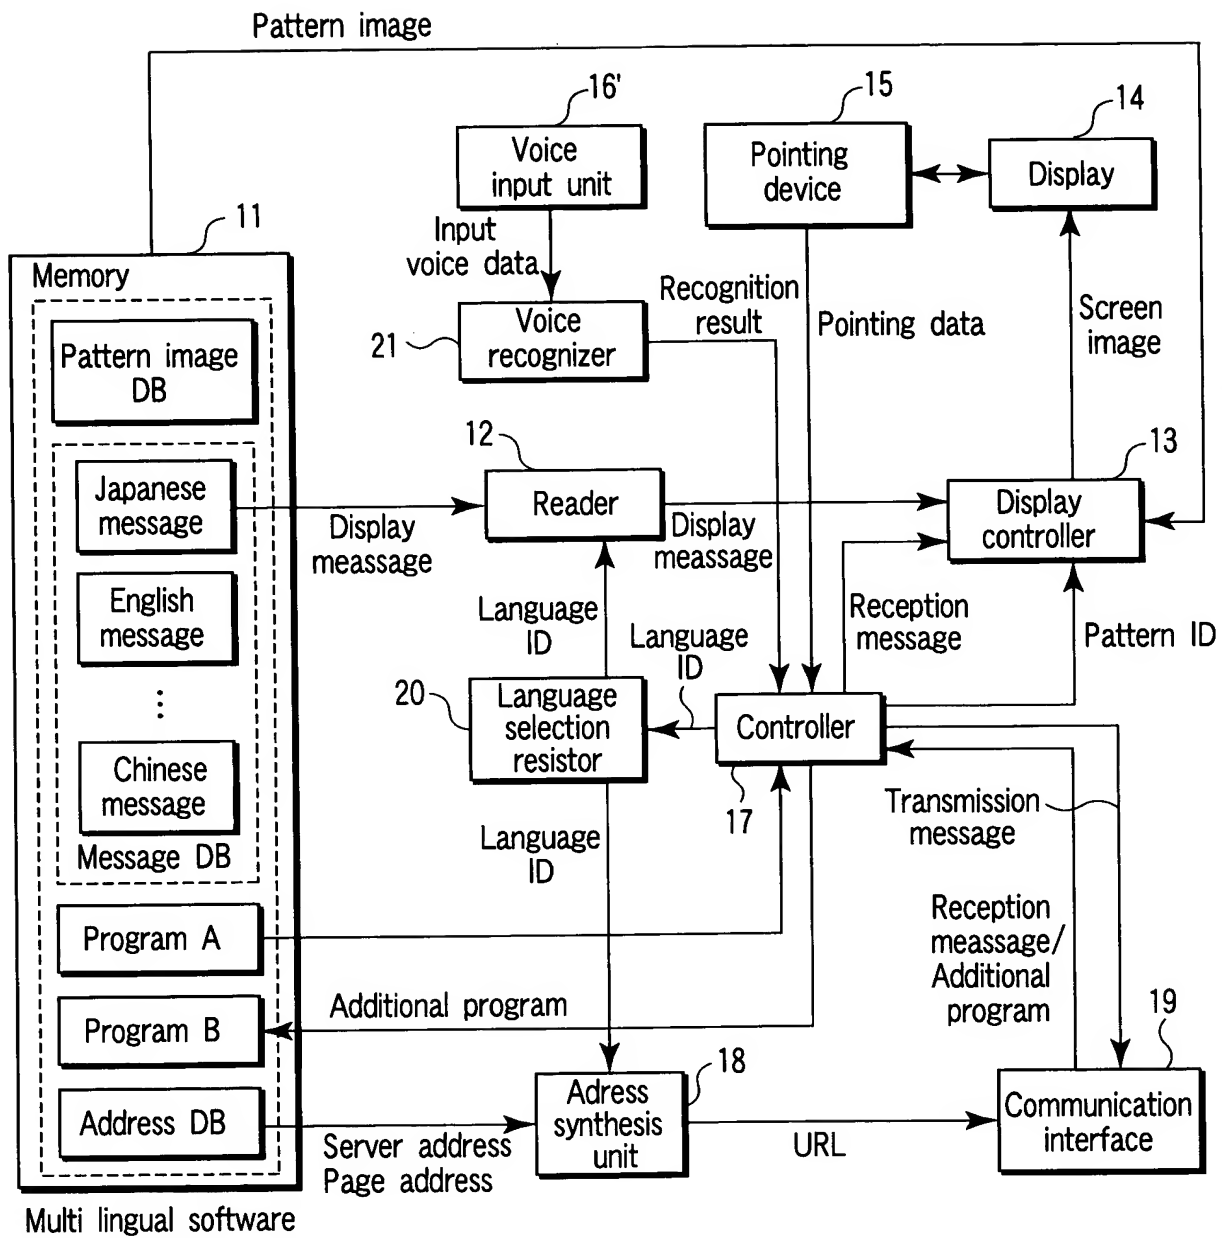 Pattern image
16'
15
14
Voice
input unit
Pointing
device
Display
11
Input
voice data
Memory
Recognition
result
Pointing data
Screen
image
Voice
recognizer
21
Pattern image
DB
12
13
Japanese
message
Reader
Display
controller
Display
meassage
Display
meassage
English
message
Language
ID
Language
ID
Reception
message
Pattern ID
20
Language
selection
resistor
Controller
Chinese
message
17
Transmission
message
Message DB
Language
ID
Program A
Reception
meassage/
Additional
program
Additional program
Program B
18
19
Address DB
Adress
synthesis
unit
Communication
interface
Server address
Page address
URL
Multi lingual software